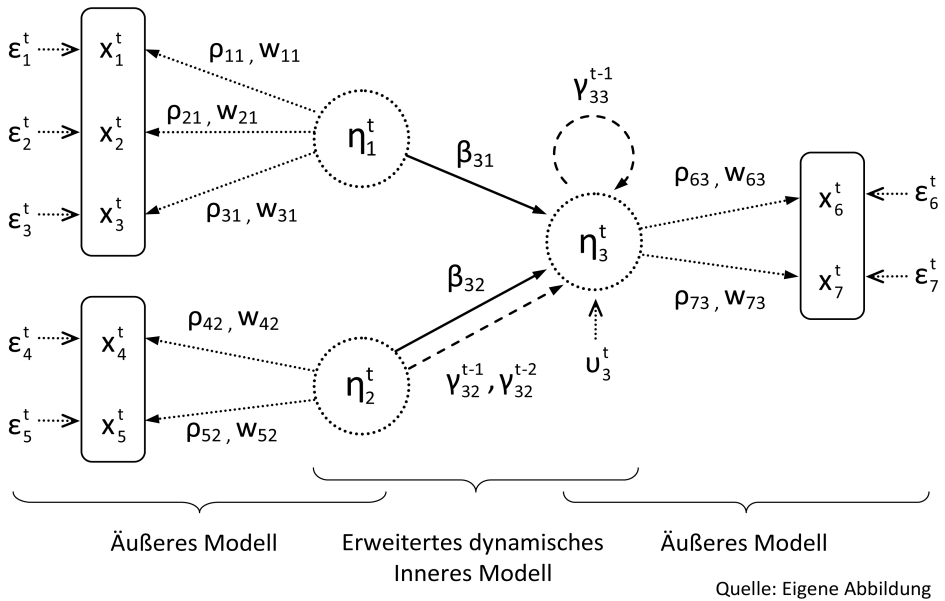 ε₁ᵗ x₁ᵗ ρ₁₁, w₁₁
ε₂ᵗ x₂ᵗ ρ₂₁, w₂₁ η₁ᵗ
ε₃ᵗ x₃ᵗ ρ₃₁, w₃₁
β₃₁
γ₃₃ᵗ⁻¹
η₃ᵗ
ρ₆₃, w₆₃ x₆ᵗ ε₆ᵗ
ρ₇₃, w₇₃ x₇ᵗ ε₇ᵗ
β₃₂
γ₃₂ᵗ⁻¹, γ₃₂ᵗ⁻²
υ₃ᵗ
ε₄ᵗ x₄ᵗ ρ₄₂, w₄₂
η₂ᵗ
ε₅ᵗ x₅ᵗ ρ₅₂, w₅₂
Äußeres Modell
Erweitertes dynamisches
Inneres Modell
Äußeres Modell
Quelle: Eigene Abbildung